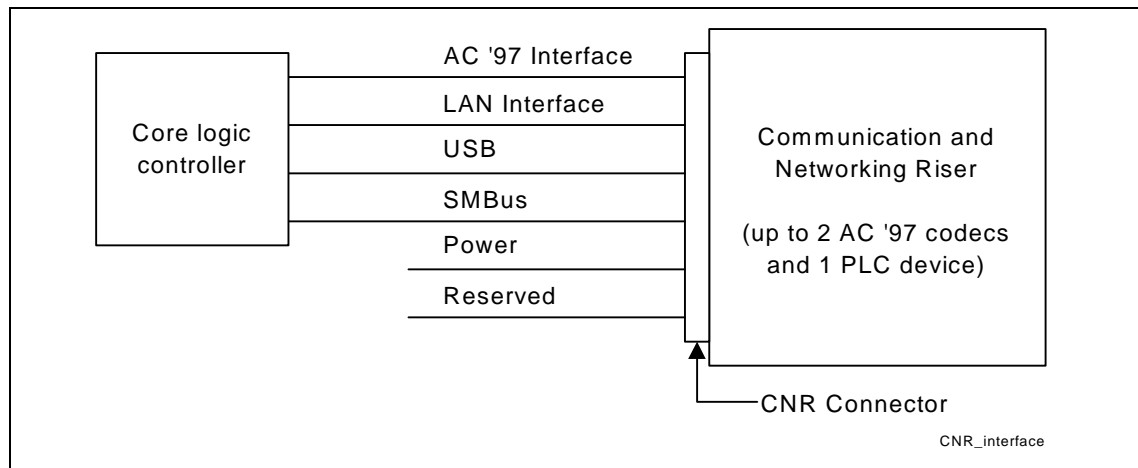 AC '97 Interface
LAN Interface
USB
SMBus
Power
Reserved
Core logic
controller
Communication and
Networking Riser
(up to 2 AC '97 codecs
and 1 PLC device)
CNR Connector
CNR_interface